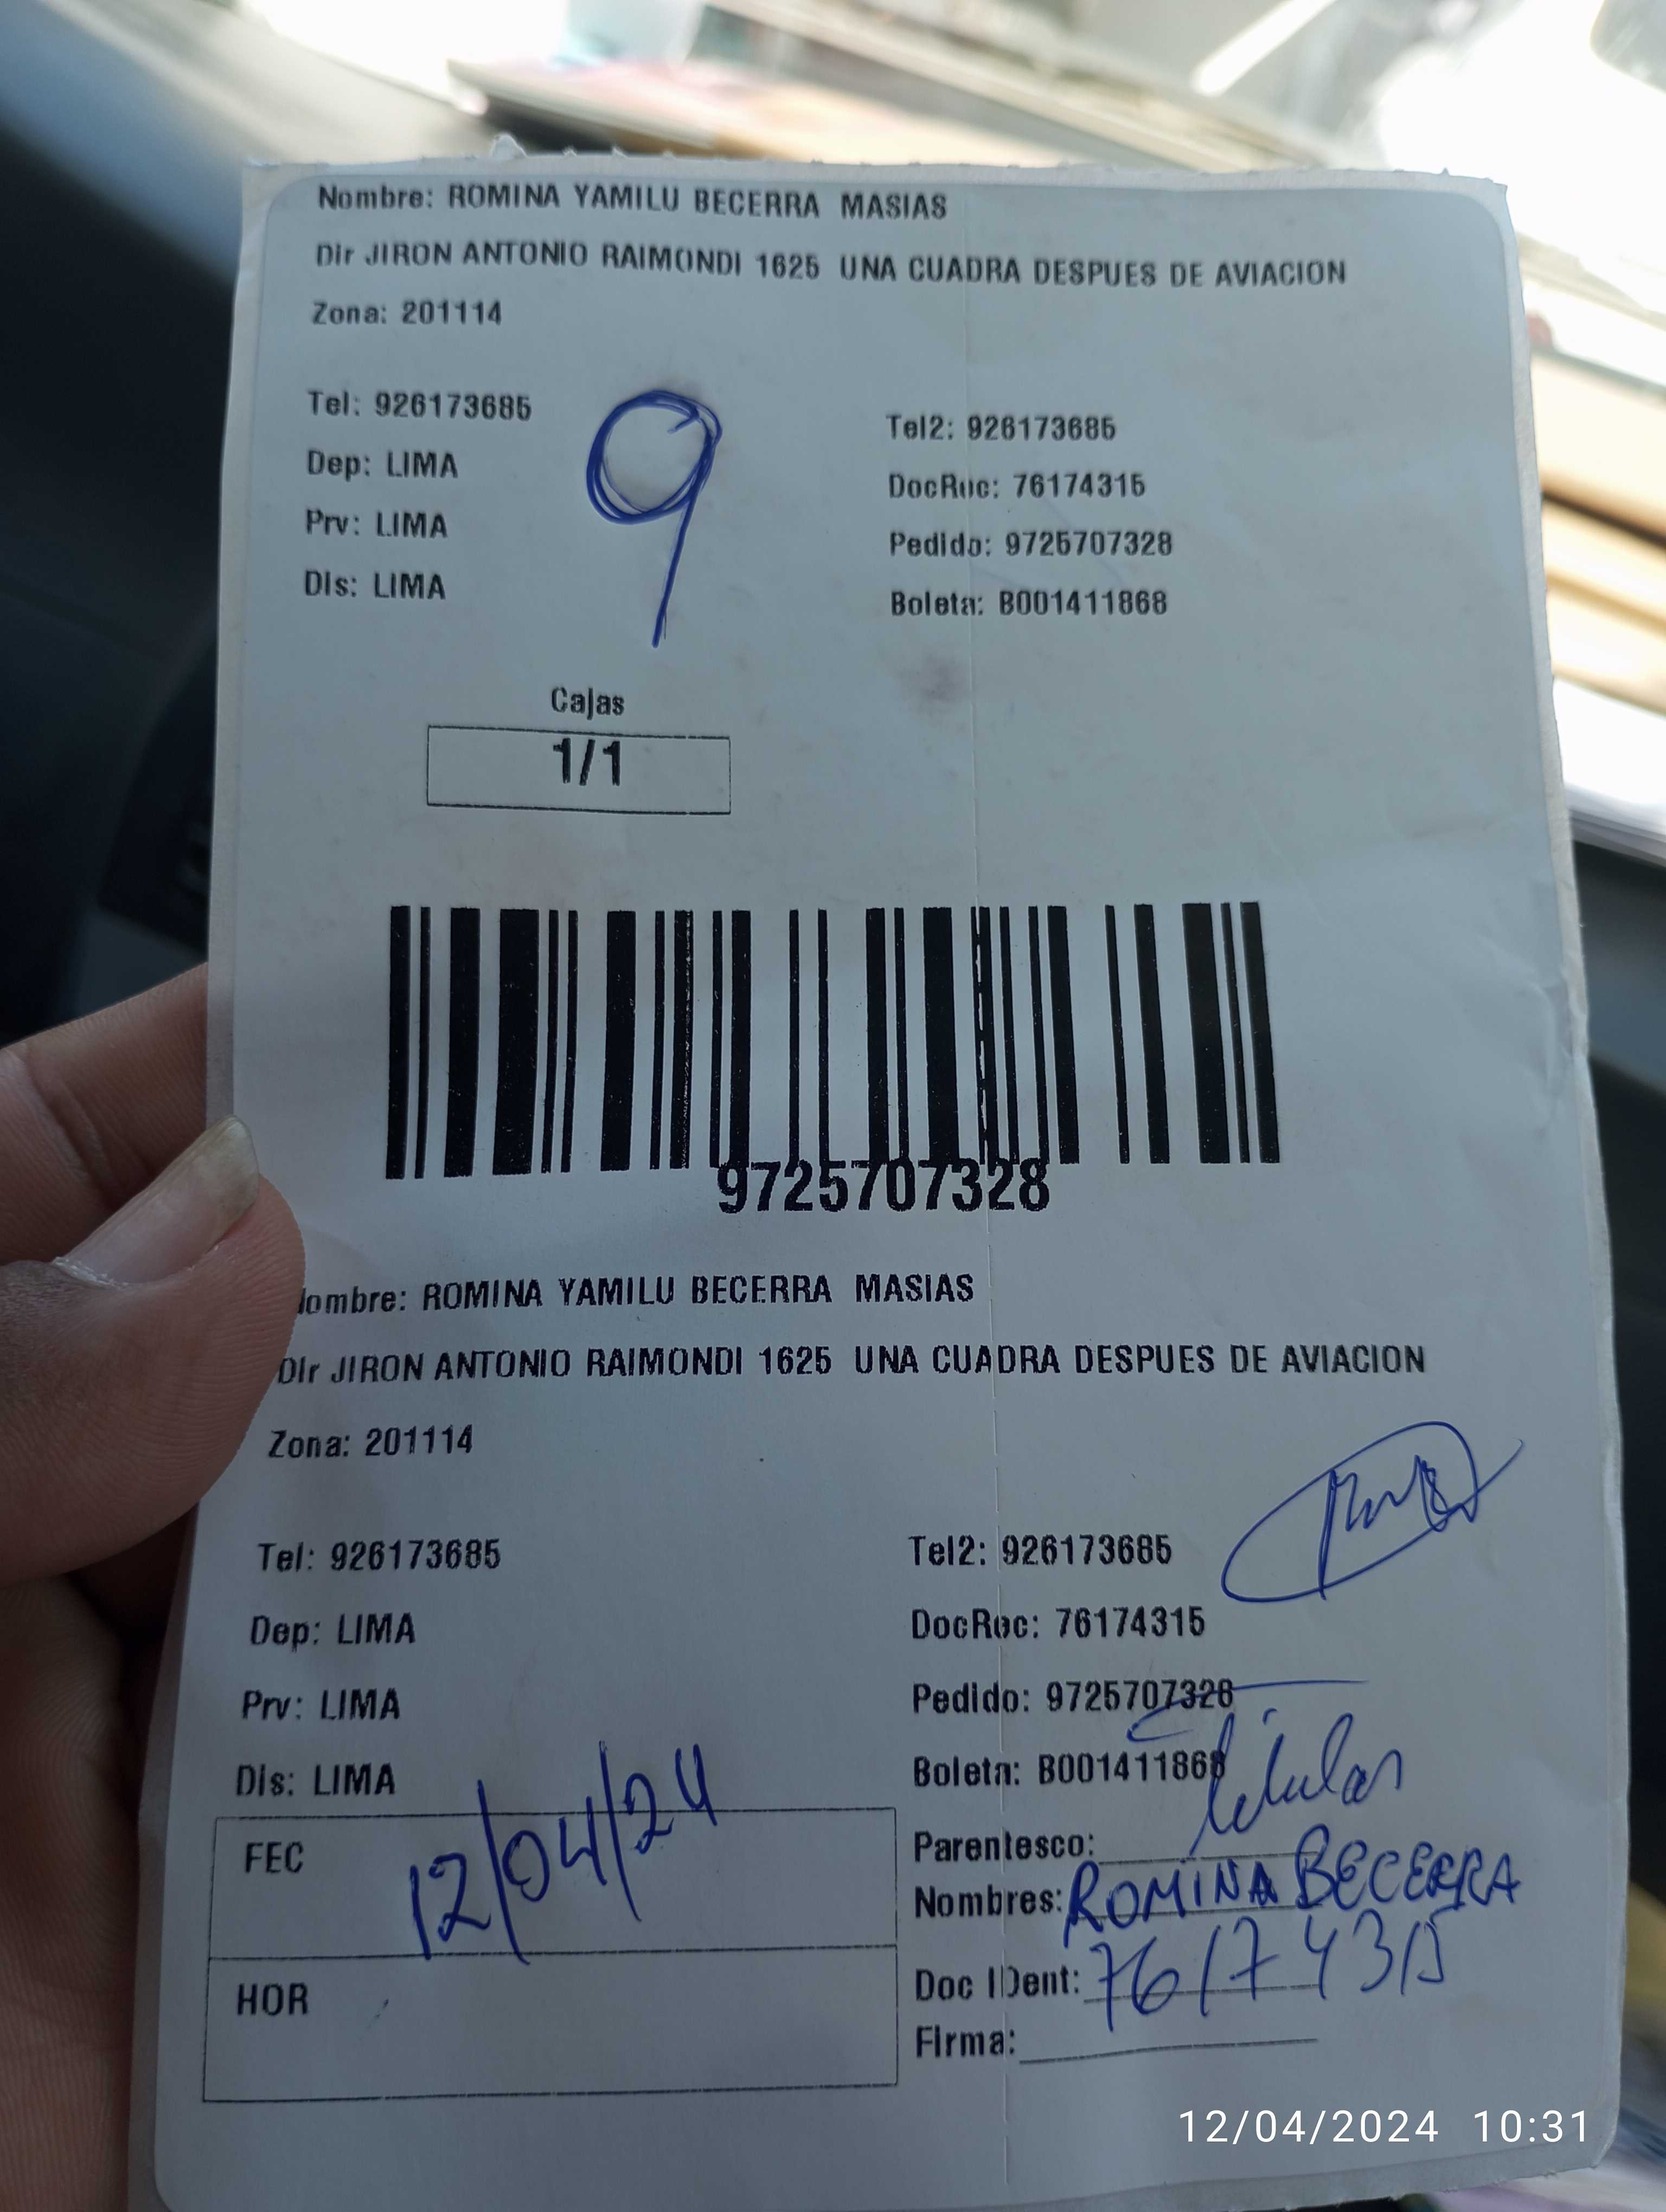 Nombre: ROMINA YAMILU BECERRA MASIAS
Dir JIRON ANTONIO RAIMONDI 1625 UNA CUADRA DESPUES DE AVIACION
Zona: 201114
Tel: 926173685
Tel2: 926173685
9
Dep: LIMA
DocRec: 76174315
Prv: LIMA
Pedido: 9725707328
Dis: LIMA
Boleta: B001411868
Cajas
1/1
9725707328
Nombre: ROMINA YAMILU BECERRA MASIAS
Dir JIRON ANTONIO RAIMONDI 1625 UNA CUADRA DESPUES DE AVIACION
Zona: 201114
Tel: 926173685
Tel2: 926173685
Dep: LIMA
DocRec: 76174315
Prv: LIMA
Pedido: 9725707328
Dis: LIMA
Boleta: B001411868
FEC 12/04/24
Parentesco: titular
Nombres: ROMINA BECERRA
HOR
Doc IDent: 76174315
Firma:
12/04/2024 10:31